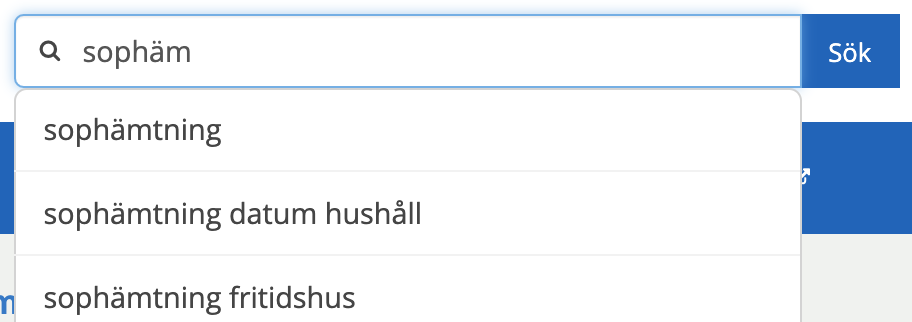 sophäm
Sök
sophämtning
sophämtning datum hushåll
sophämtning fritidshus